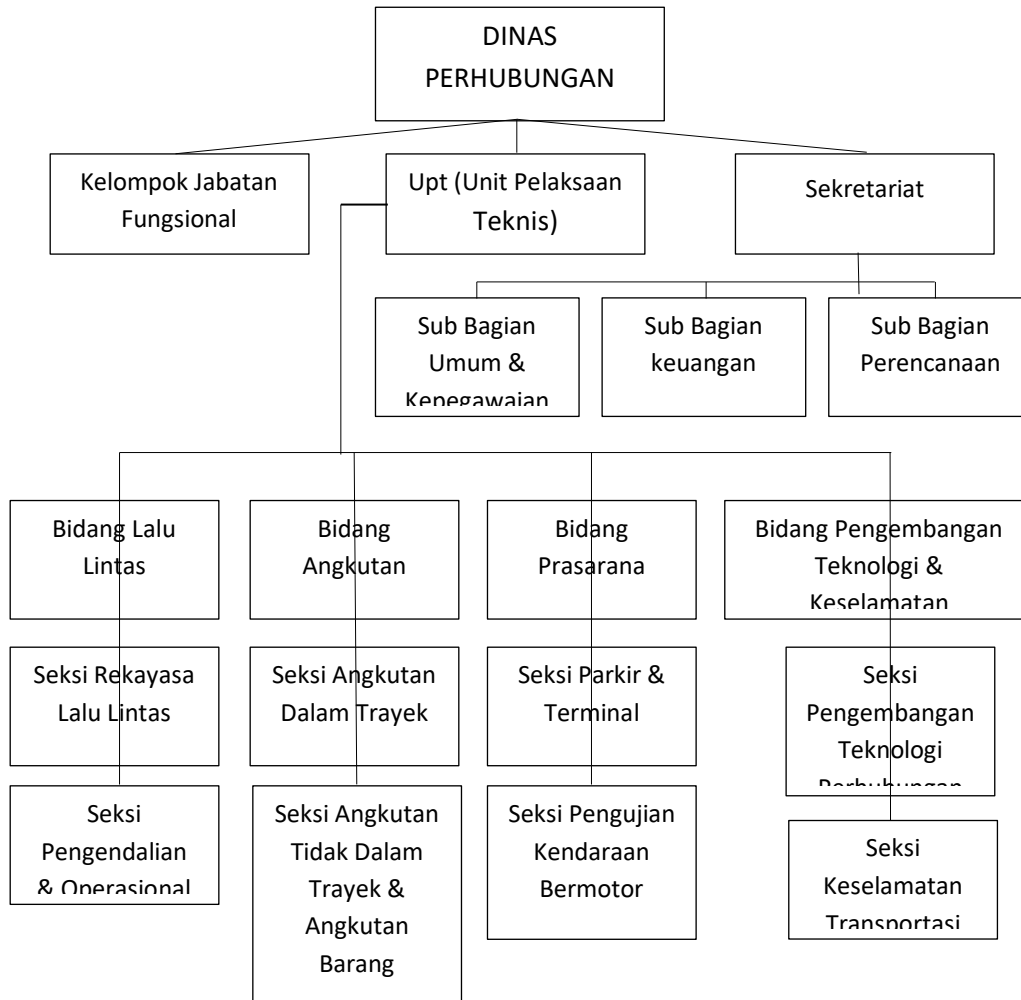 DINAS
PERHUBUNGAN
Kelompok Jabatan
Fungsional
Upt (Unit Pelaksaan
Teknis)
Sekretariat
Sub Bagian
Umum &
Kepegawaian
Sub Bagian
keuangan
Sub Bagian
Perencanaan
Bidang Lalu
Lintas
Bidang
Angkutan
Bidang
Prasarana
Bidang Pengembangan
Teknologi &
Keselamatan
Seksi Rekayasa
Lalu Lintas
Seksi Angkutan
Dalam Trayek
Seksi Parkir &
Terminal
Seksi
Pengembangan
Teknologi
Perhubungan
Seksi
Pengendalian
& Operasional
Seksi Angkutan
Tidak Dalam
Trayek &
Angkutan
Barang
Seksi Pengujian
Kendaraan
Bermotor
Seksi
Keselamatan
Transportasi